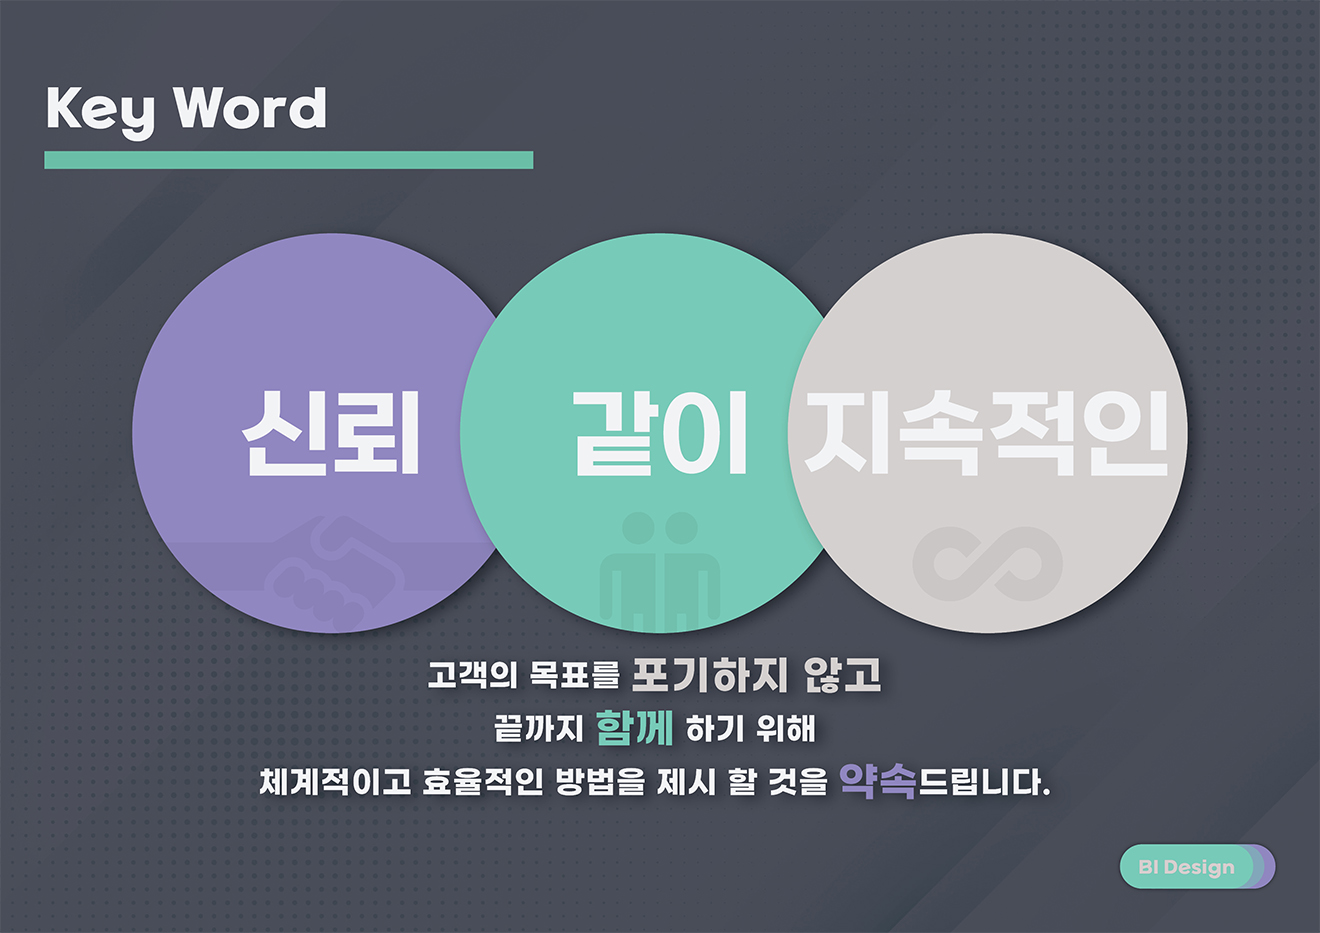 Key Word
신뢰
같이
지속적인
고객의 목표를 포기하지 않고
끝까지 함께 하기 위해
체계적이고 효율적인 방법을 제시 할 것을 약속드립니다.
BI Design